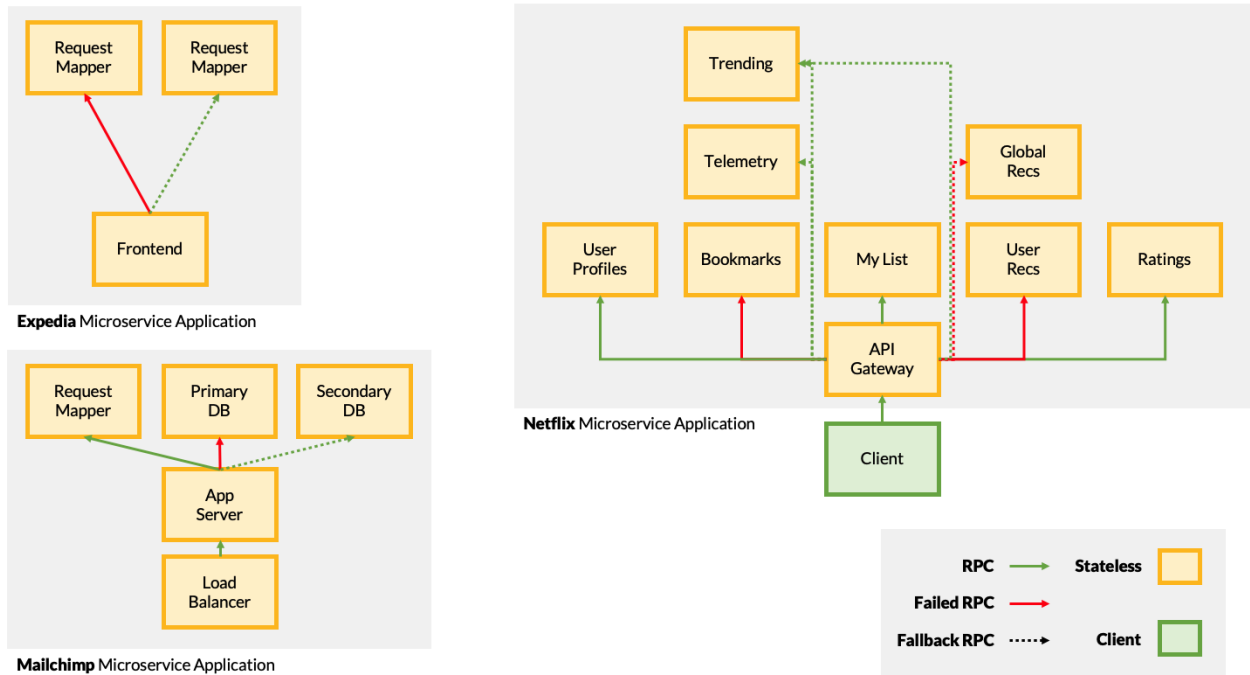 Request
Mapper
Request
Mapper
Frontend
Expedia Microservice Application
Request
Mapper
Primary
DB
Secondary
DB
App
Server
Load
Balancer
Mailchimp Microservice Application
Trending
Telemetry
Global
Recs
User
Profiles
Bookmarks
My List
User
Recs
Ratings
API
Gateway
Netflix Microservice Application
Client
RPC
Stateless
Failed RPC
Fallback RPC
Client